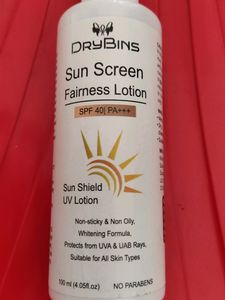 DRYBINS
Sun Screen
Fairness Lotion
SPF 40| PA+++
Sun Shield
UV Lotion
Non-sticky & Non Oily,
Whitening Formula,
Protects from UVA & UAB Rays,
Suitable for All Skin Types
100 ml (4.05fl.oz)
NO PARABENS